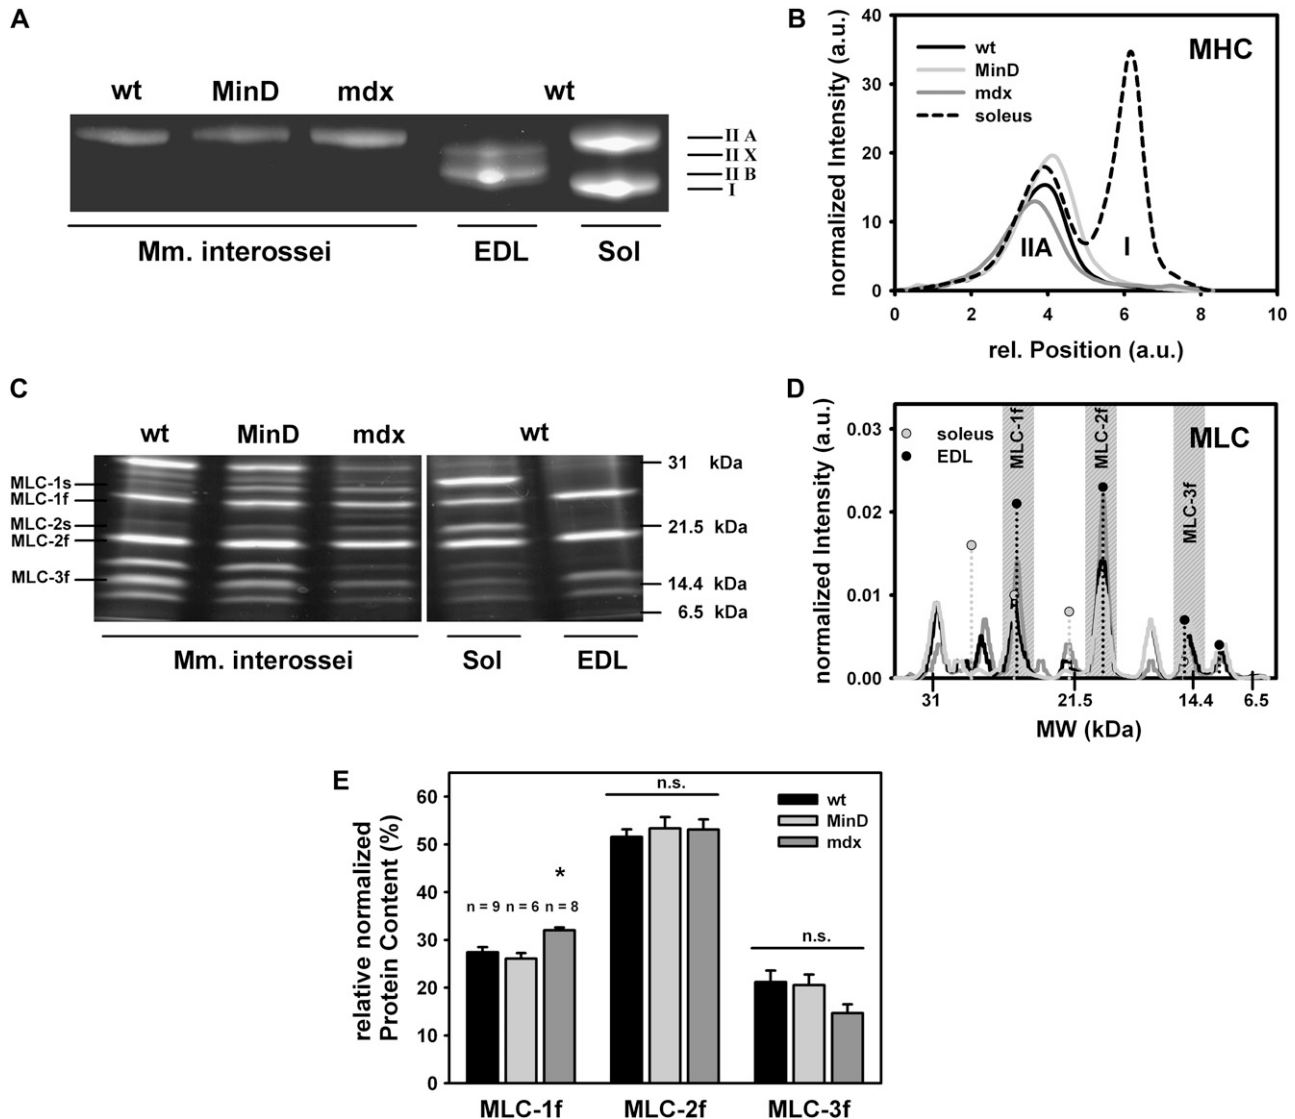 A
wt MinD mdx wt
II A
II X
II B
I
Mm. interossei EDL Sol
B
MHC
wt
MinD
mdx
soleus
normalized Intensity (a.u.)
40
30
20
10
0
IIA I
0 2 4 6 8 10
rel. Position (a.u.)
C
wt MinD mdx wt
MLC-1s
MLC-1f
MLC-2s
MLC-2f
MLC-3f
31 kDa
21.5 kDa
14.4 kDa
6.5 kDa
Mm. interossei Sol EDL
D
MLC
soleus
EDL
MLC-1f
MLC-2f
MLC-3f
normalized Intensity (a.u.)
0.03
0.02
0.01
0.00
31 21.5 14.4 6.5
MW (kDa)
E
relative normalized
Protein Content (%)
60
50
40
30
20
10
0
n.s.
wt
MinD
mdx
*
n = 9 n = 6 n = 8
n.s.
MLC-1f MLC-2f MLC-3f